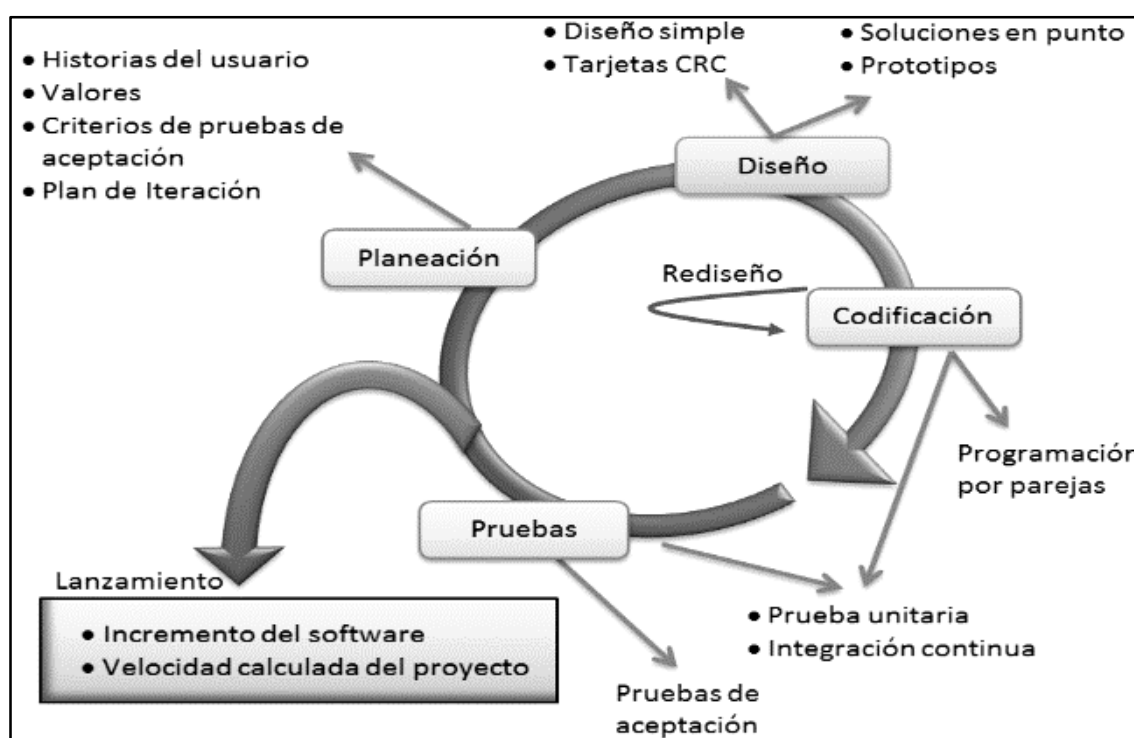 • Historias del usuario
• Valores
• Criterios de pruebas de
aceptación
• Plan de Iteración
• Diseño simple
• Tarjetas CRC
• Soluciones en punto
• Prototipos
Diseño
Planeación
Rediseño
Codificación
Programación
por parejas
Pruebas
Lanzamiento
• Incremento del software
• Velocidad calculada del proyecto
• Prueba unitaria
• Integración continua
Pruebas de
aceptación